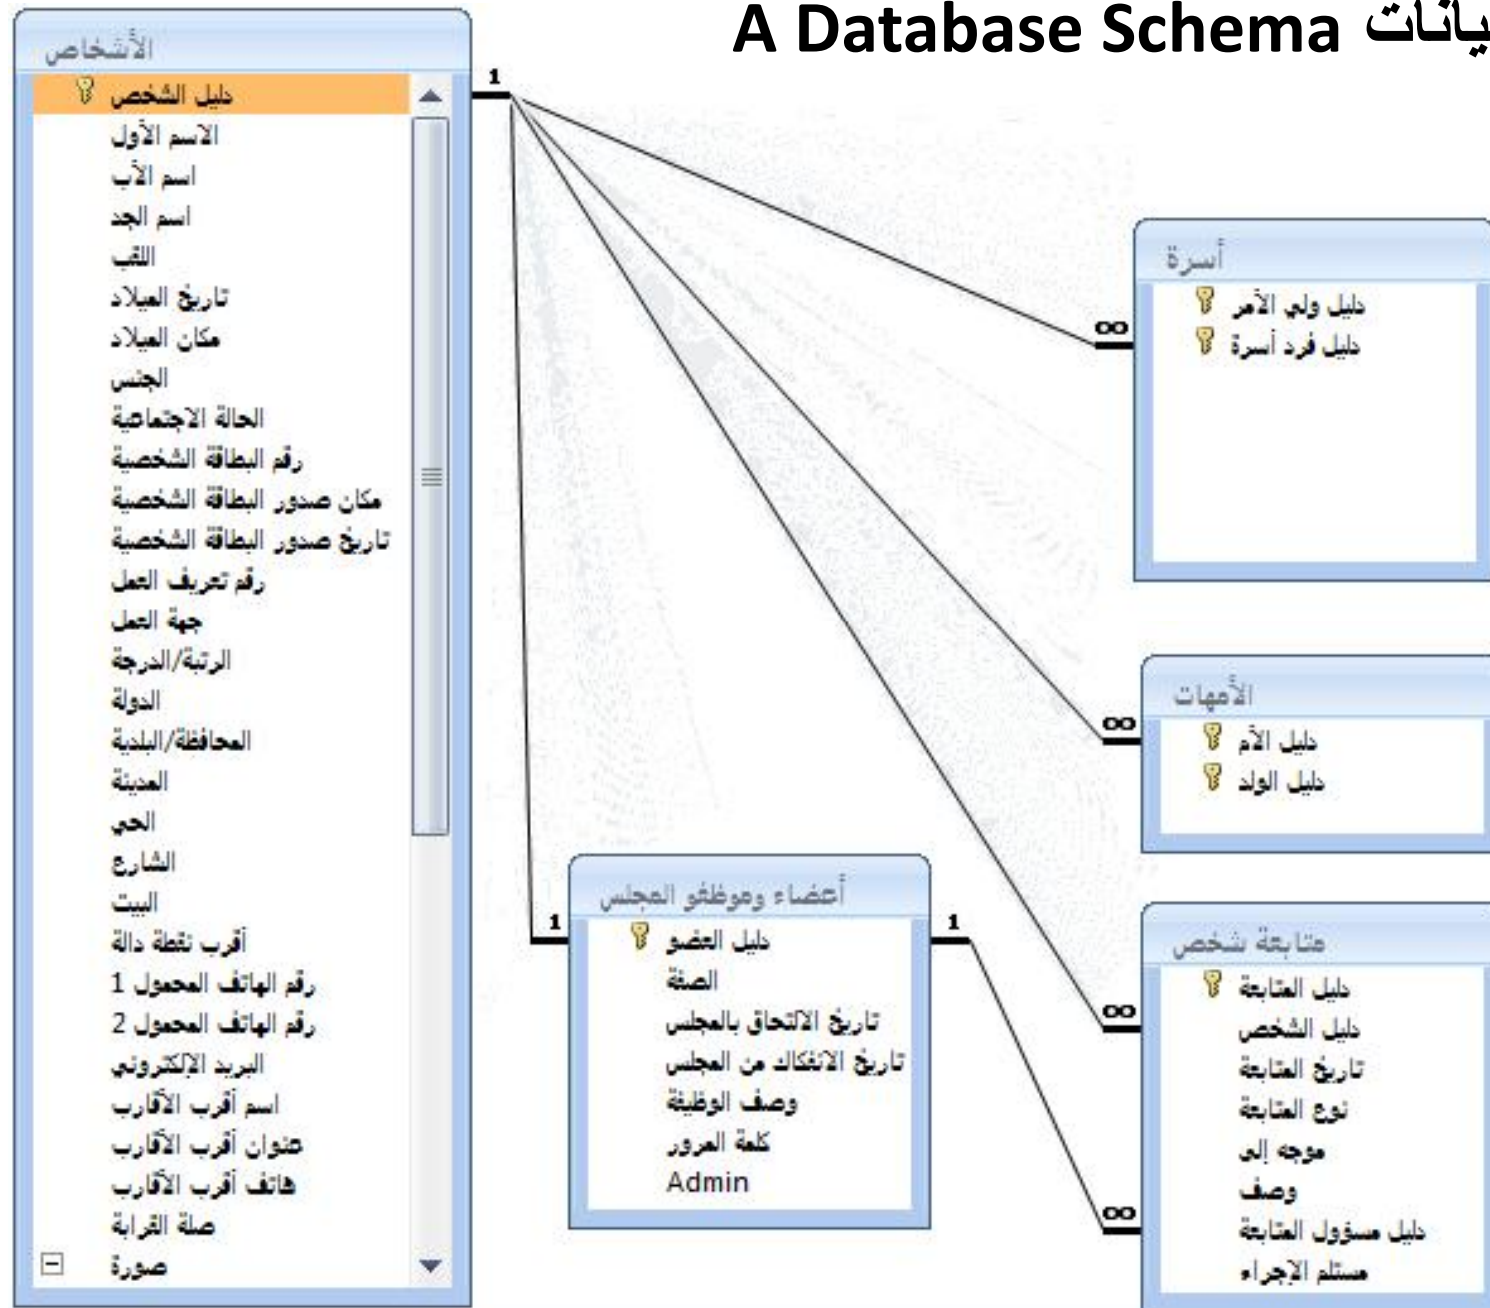 يانات A Database Schema
الأشخاص
دليل الشخص
الاسم الأول
اسم الأب
اسم الجد
اللقب
تاريخ الميلاد
مكان الميلاد
الجنس
الحالة الاجتماعية
رقم البطاقة الشخصية
مكان صدور البطاقة الشخصية
تاريخ صدور البطاقة الشخصية
رقم تعريف العمل
جهة العمل
الرتبة/الدرجة
الدولة
المحافظة/البلدية
المدينة
الحي
الشارع
البيت
أقرب نقطة دالة
رقم الهاتف المحمول 1
رقم الهاتف المحمول 2
البريد الإلكتروني
اسم أقرب الأقارب
عنوان أقرب الأقارب
هاتف أقرب الأقارب
صلة القرابة
صورة
1
∞
أسرة
دليل ولي الأمر
دليل فرد أسرة
∞
الأمهات
دليل الأم
دليل الولد
1
أعضاء وموظفو المجلس
دليل العضو
الصفة
تاريخ الالتحاق بالمجلس
تاريخ الانفكاك من المجلس
وصف الوظيفة
كلمة المرور
Admin
1
∞
∞
متابعة شخص
دليل المتابعة
دليل الشخص
تاريخ المتابعة
نوع المتابعة
موجه إلى
وصف
دليل مسؤول المتابعة
مستلم الإجراء